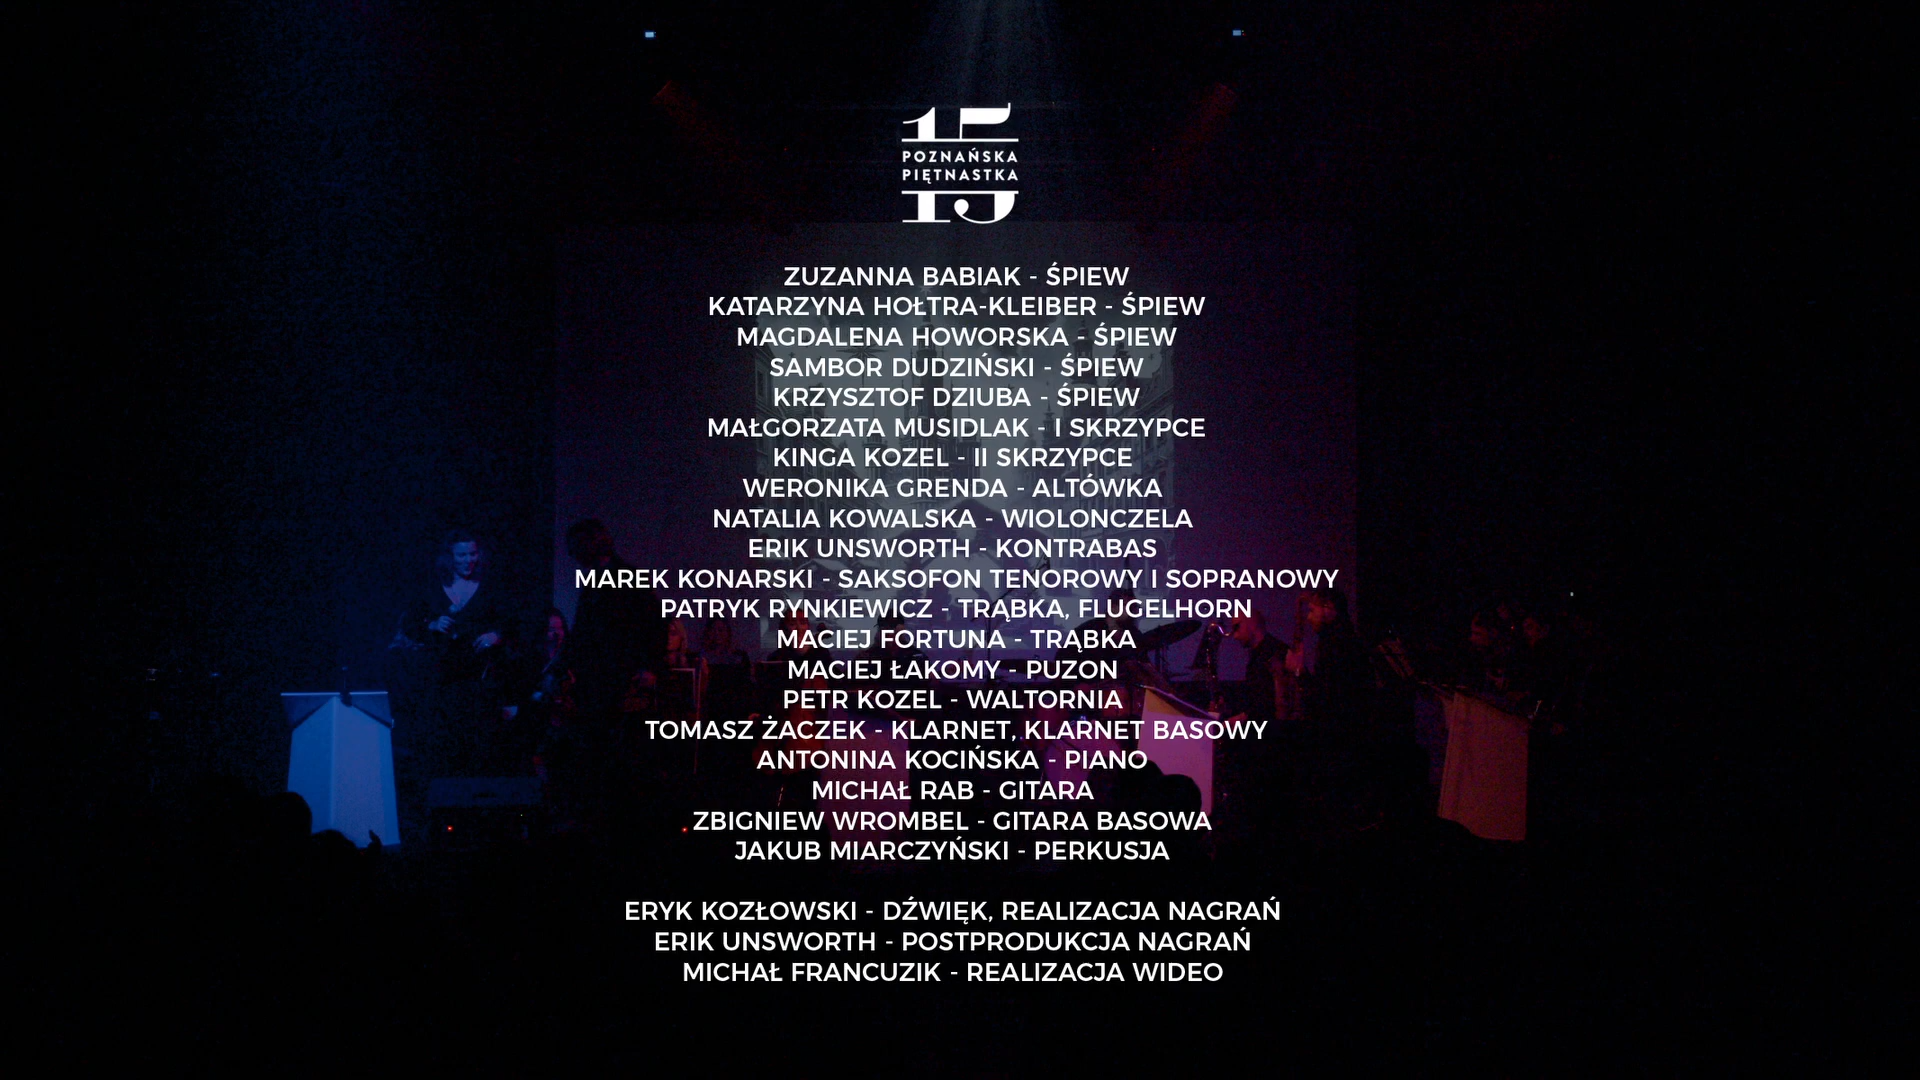 15
POZNAŃSKA
PIĘTNASTKA
ZUZANNA BABIAK - ŚPIEW
KATARZYNA HOŁTRA-KLEIBER - ŚPIEW
MAGDALENA HOWORSKA - ŚPIEW
SAMBOR DUDZIŃSKI - ŚPIEW
KRZYSZTOF DZIUBA - ŚPIEW
MAŁGORZATA MUSIDLAK - I SKRZYPCE
KINGA KOZEL - II SKRZYPCE
WERONIKA GRENDA - ALTÓWKA
NATALIA KOWALSKA - WIOLONCZELA
ERIK UNSWORTH - KONTRABAS
MAREK KONARSKI - SAKSOFON TENOROWY I SOPRANOWY
PATRYK RYNKIEWICZ - TRĄBKA, FLUGELHORN
MACIEJ FORTUNA - TRĄBKA
MACIEJ ŁAKOMY - PUZON
PETR KOZEL - WALTORNIA
TOMASZ ŻACZEK - KLARNET, KLARNET BASOWY
ANTONINA KOCIŃSKA - PIANO
MICHAŁ RAB - GITARA
ZBIGNIEW WROMBEL - GITARA BASOWA
JAKUB MIARCZYŃSKI - PERKUSJA
ERYK KOZŁOWSKI - DŹWIĘK, REALIZACJA NAGRAŃ
ERIK UNSWORTH - POSTPRODUKCJA NAGRAŃ
MICHAŁ FRANCUZIK - REALIZACJA WIDEO